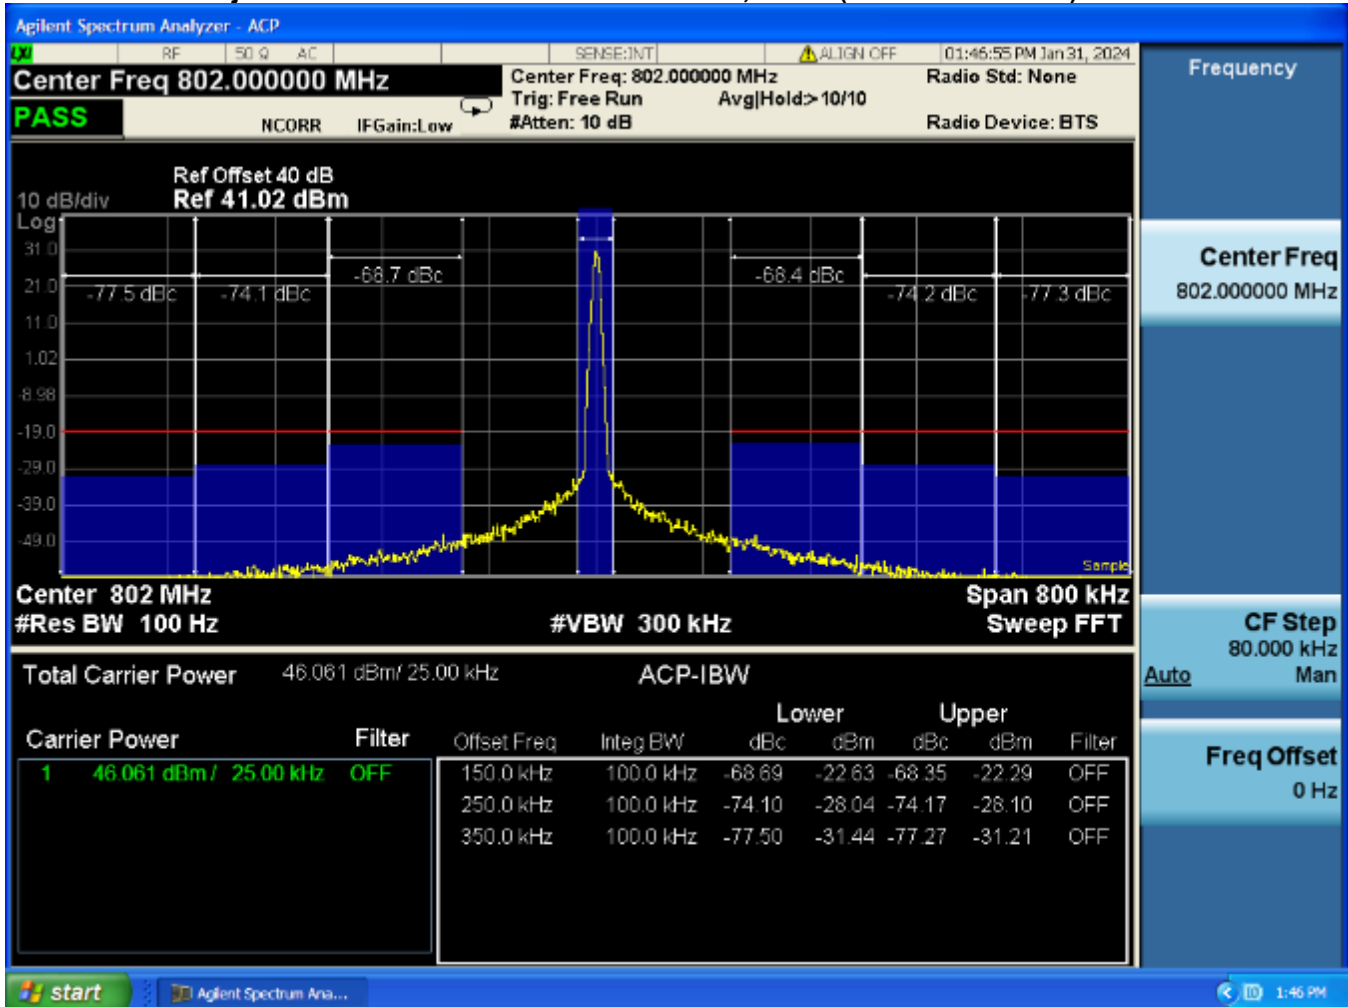 Agilent Spectrum Analyzer - ACP
LXI RF 50 Ω AC SENSE:INT ALIGN OFF 01:46:55 PM Jan 31, 2024
Center Freq 802.000000 MHz
Center Freq: 802.000000 MHz Radio Std: None
Trig: Free Run Avg|Hold:>10/10
PASS NCORR IFGain:Low #Atten: 10 dB Radio Device: BTS
Ref Offset 40 dB
10 dB/div Ref 41.02 dBm
Log
31.0
-68.7 dBc -68.4 dBc
21.0 -77.5 dBc -74.1 dBc -74.2 dBc -77.3 dBc
11.0
1.02
-8.98
-19.0
-29.0
-39.0
-49.0
Sample
Center 802 MHz Span 800 kHz
#Res BW 100 Hz #VBW 300 kHz Sweep FFT
Total Carrier Power 46.061 dBm/ 25.00 kHz ACP-IBW
Lower Upper
Carrier Power Filter Offset Freq Integ BW dBc dBm dBc dBm Filter
1 46.061 dBm / 25.00 kHz OFF 150.0 kHz 100.0 kHz -68.69 -22.63 -68.35 -22.29 OFF
250.0 kHz 100.0 kHz -74.10 -28.04 -74.17 -28.10 OFF
350.0 kHz 100.0 kHz -77.50 -31.44 -77.27 -31.21 OFF
Frequency
Center Freq
802.000000 MHz
CF Step
80.000 kHz
Auto Man
Freq Offset
0 Hz
start Agilent Spectrum Ana... 1:46 PM